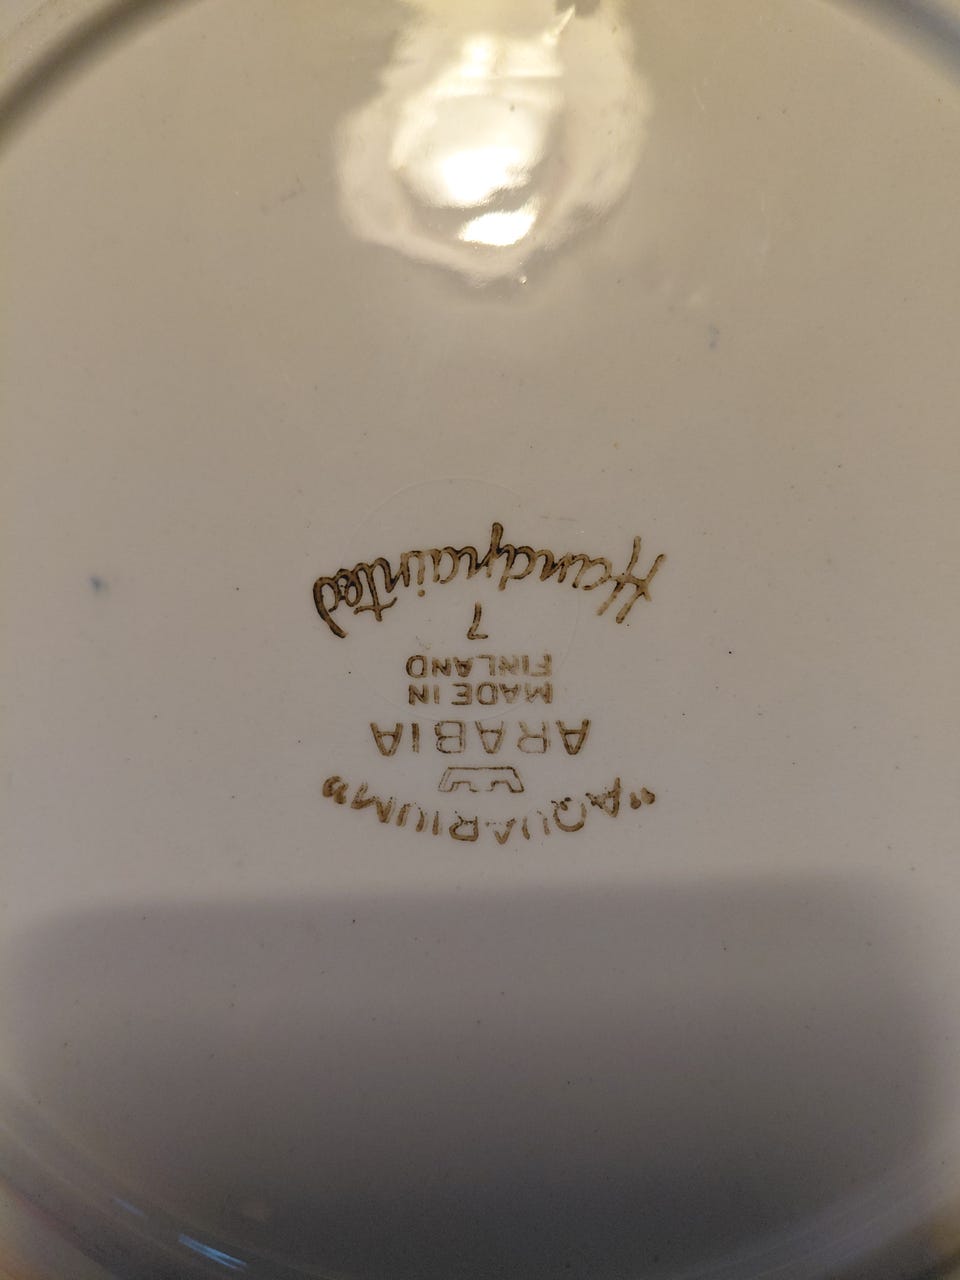 "AQUARIUM"
ARABIA
MADE IN
FINLAND
7
Handpainted